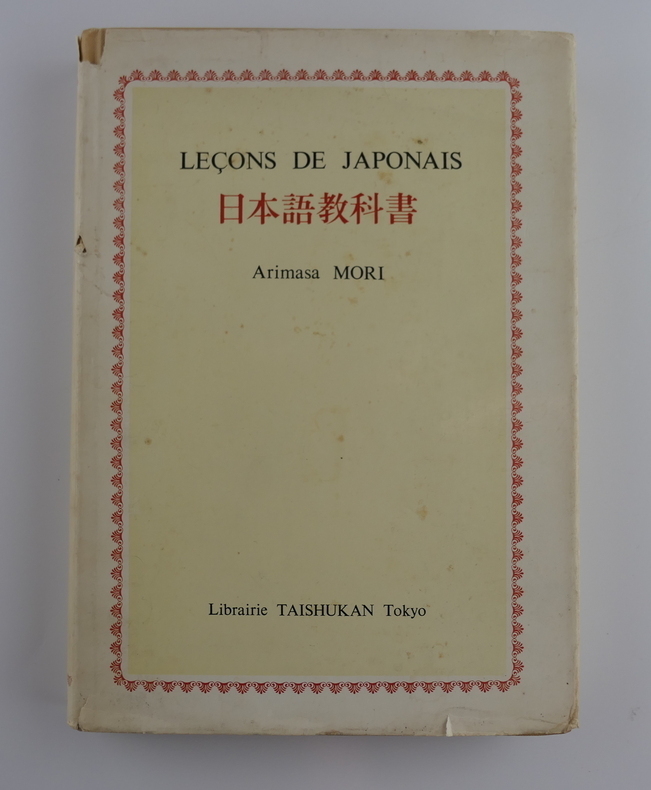 LEÇONS DE JAPONAIS
日本語教科書
Arimasa MORI
Librairie TAISHUKAN Tokyo